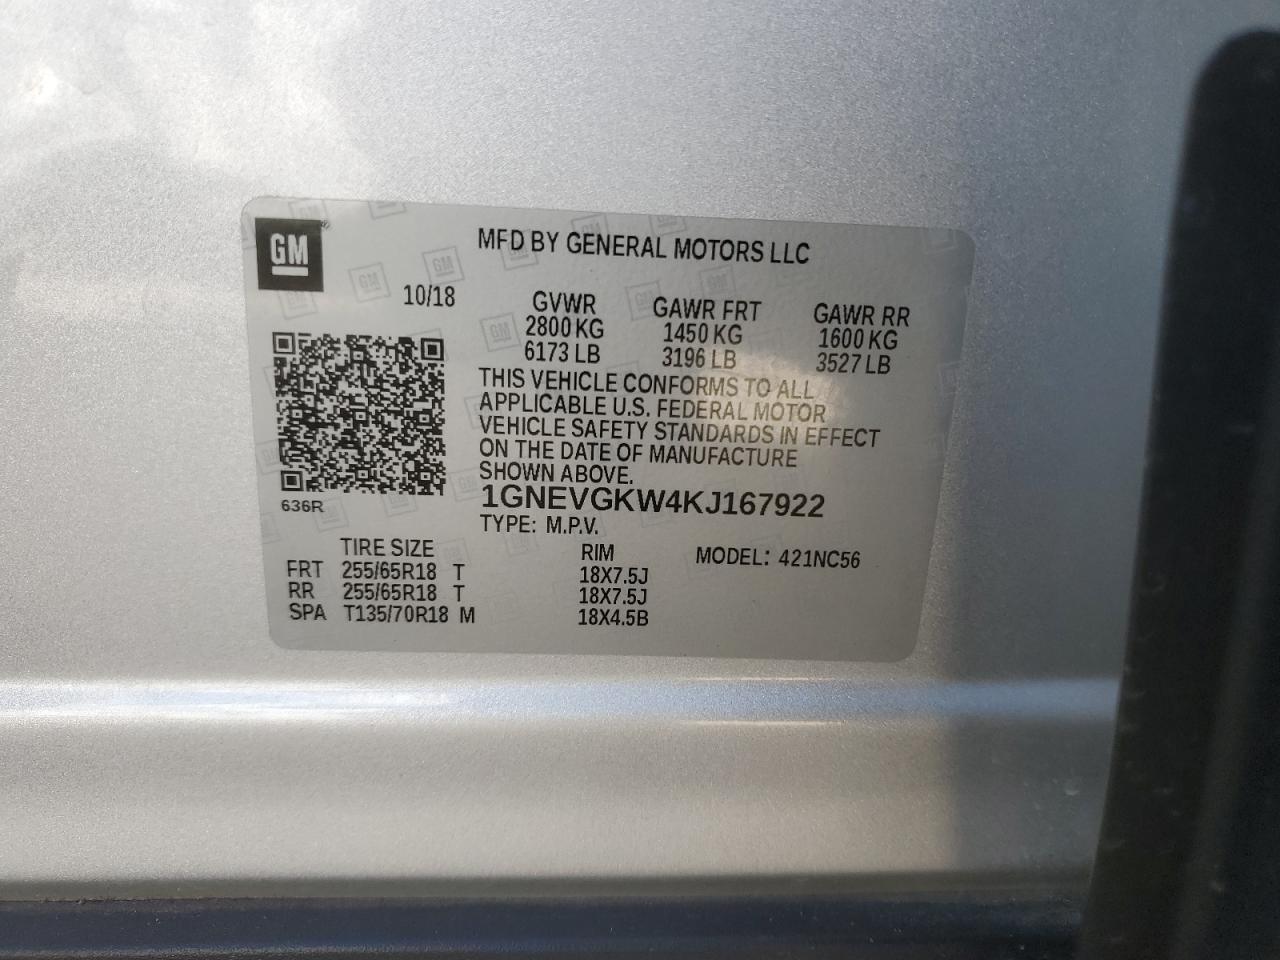 GM
MFD BY GENERAL MOTORS LLC
10/18
GVWR GAWR FRT GAWR RR
2800 KG 1450 KG 1600 KG
6173 LB 3196 LB 3527 LB
THIS VEHICLE CONFORMS TO ALL
APPLICABLE U.S. FEDERAL MOTOR
VEHICLE SAFETY STANDARDS IN EFFECT
ON THE DATE OF MANUFACTURE
SHOWN ABOVE.
636R
1GNEVGKW4KJ167922
TYPE: M.P.V.
TIRE SIZE RIM MODEL: 421NC56
FRT 255/65R18 T 18X7.5J
RR 255/65R18 T 18X7.5J
SPA T135/70R18 M 18X4.5B